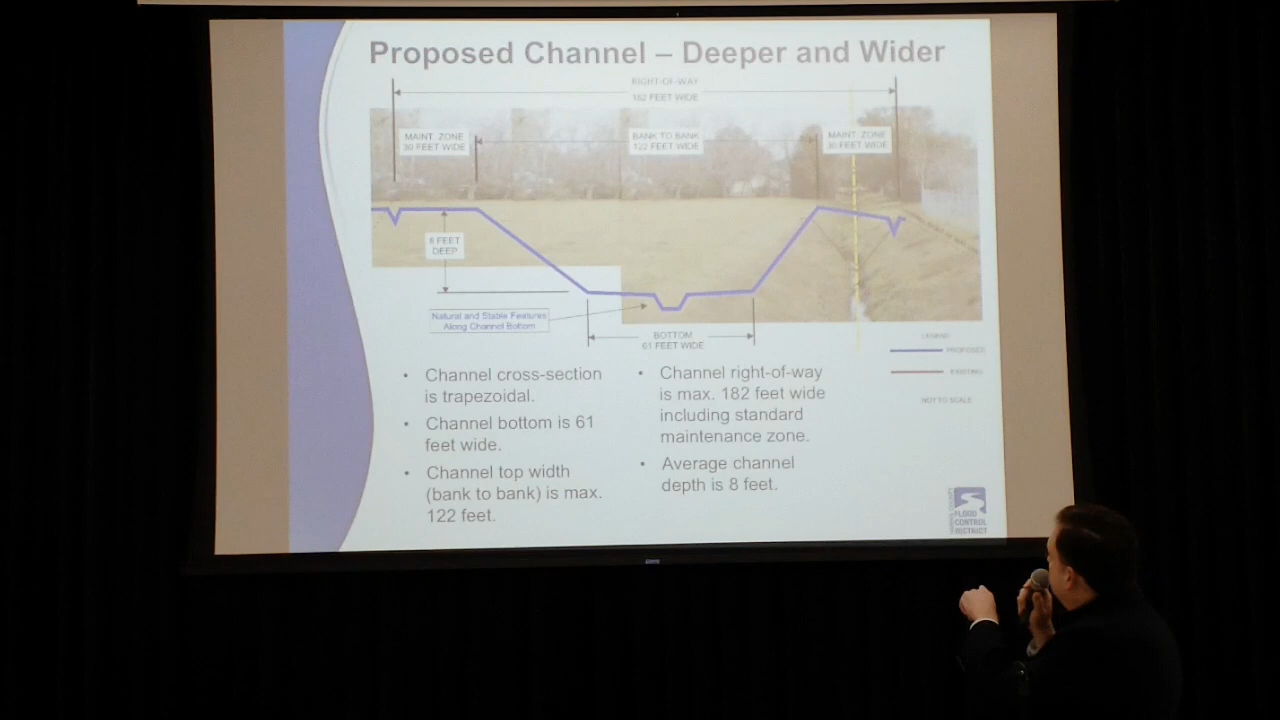 Proposed Channel – Deeper and Wider
RIGHT-OF-WAY
182 FEET WIDE
MAINT. ZONE
30 FEET WIDE
BANK TO BANK
122 FEET WIDE
MAINT. ZONE
30 FEET WIDE
8 FEET
DEEP
Natural and Stable Features
Along Channel Bottom
BOTTOM
61 FEET WIDE
LEGEND
PROPOSED
EXISTING
NOT TO SCALE
• Channel cross-section
is trapezoidal.
• Channel bottom is 61
feet wide.
• Channel top width
(bank to bank) is max.
122 feet.
• Channel right-of-way
is max. 182 feet wide
including standard
maintenance zone.
• Average channel
depth is 8 feet.
FLOOD
CONTROL
DISTRICT